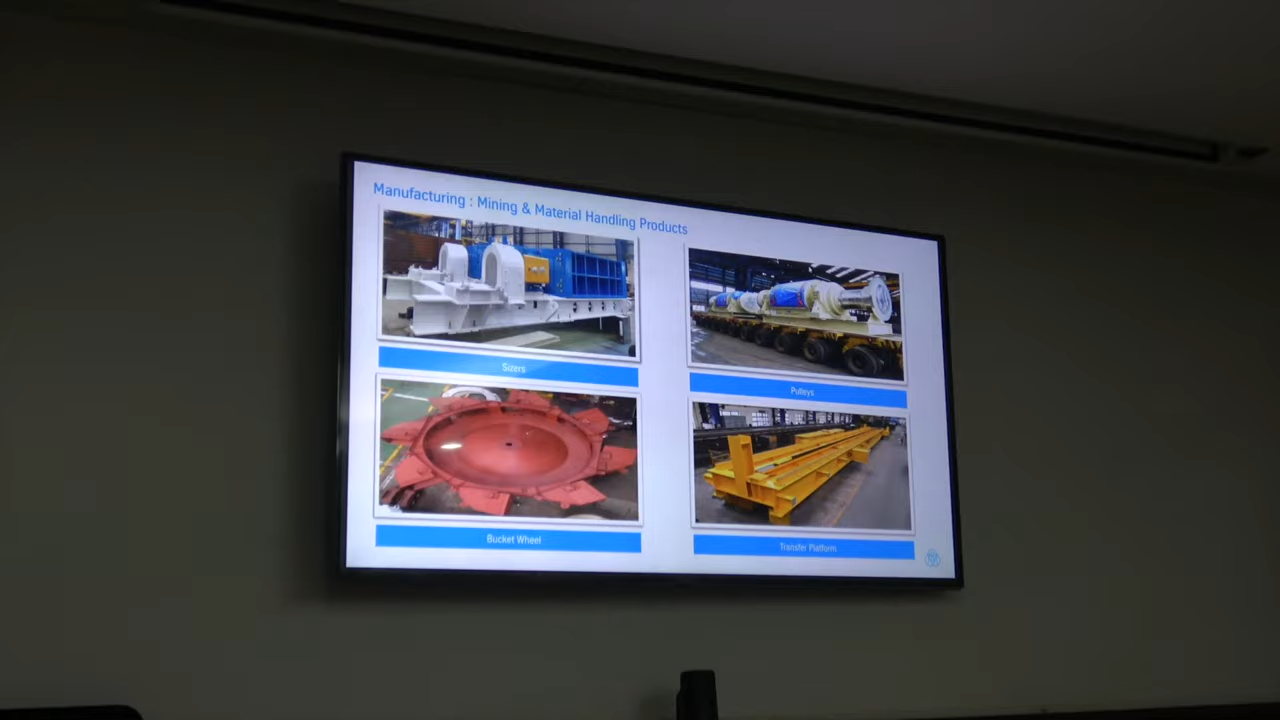 Manufacturing : Mining & Material Handling Products
Sizers
Pulleys
Bucket Wheel
Transfer Platform